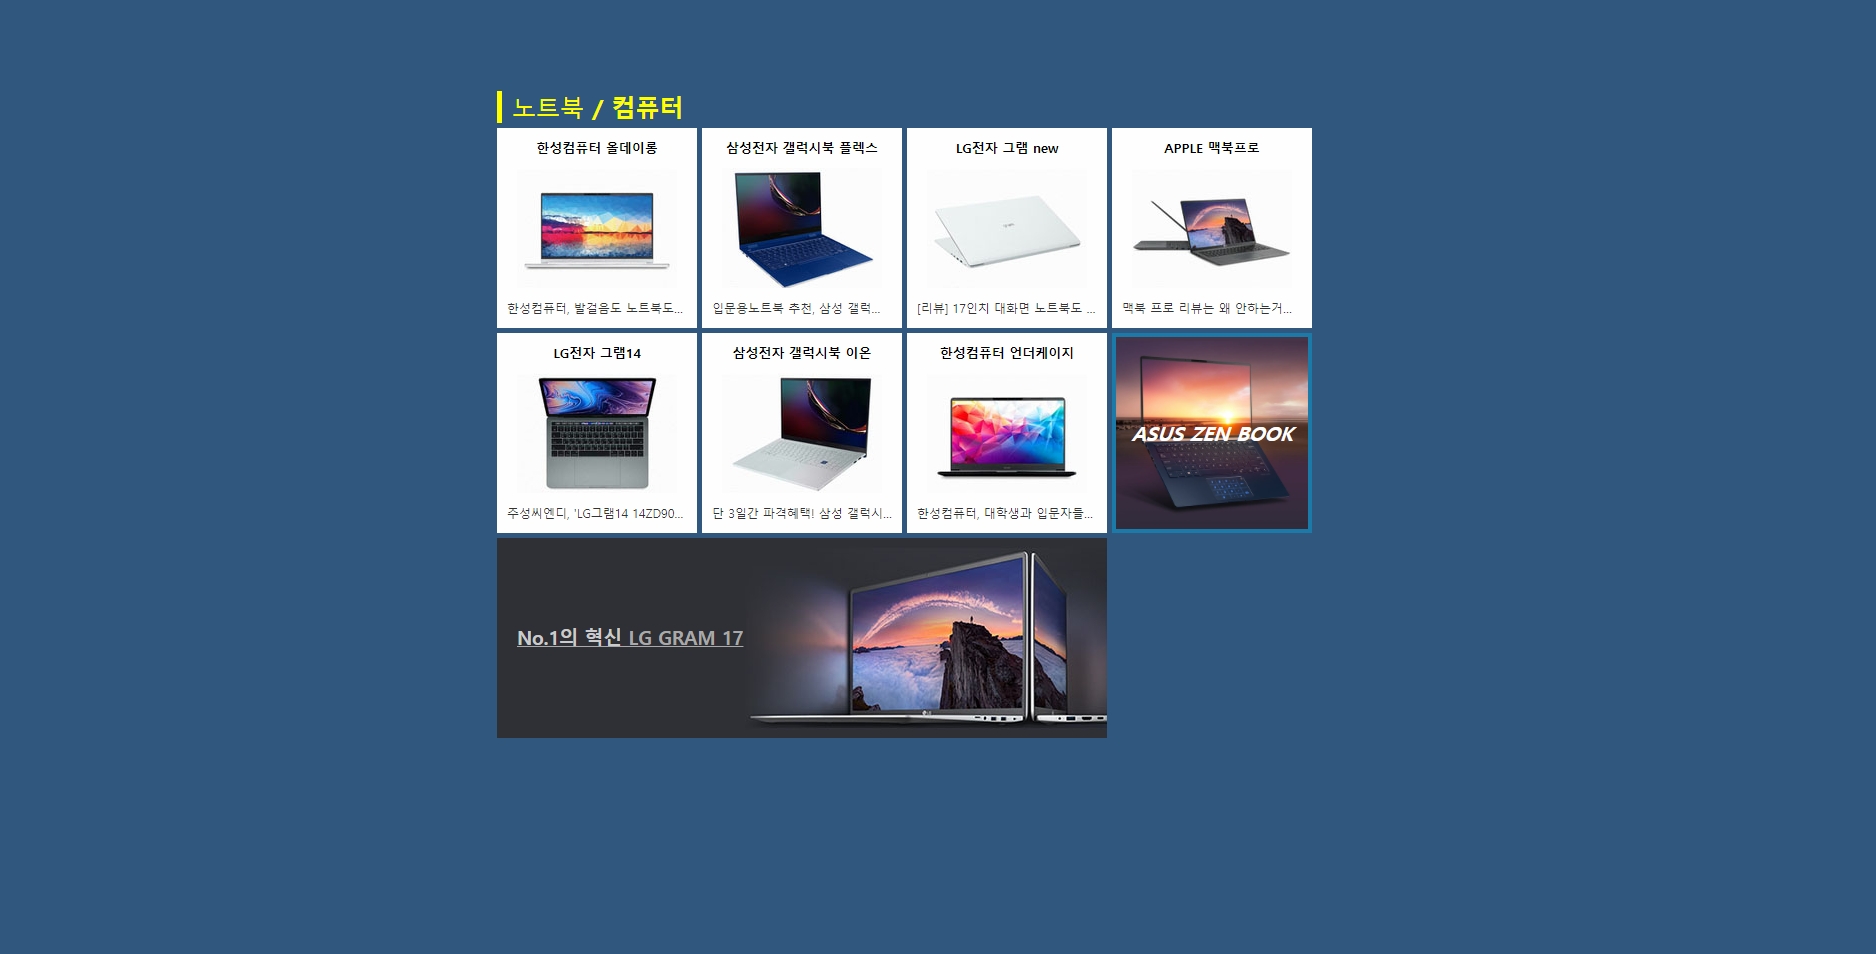 노트북 / 컴퓨터
한성컴퓨터 올데이롱
삼성전자 갤럭시북 플렉스
LG전자 그램 new
APPLE 맥북프로
한성컴퓨터, 발걸음도 노트북도...
입문용노트북 추천, 삼성 갤럭...
[리뷰] 17인치 대화면 노트북도 ...
맥북 프로 리뷰는 왜 안하는거...
LG전자 그램14
삼성전자 갤럭시북 이온
한성컴퓨터 언더케이지
ASUS ZEN BOOK
주성씨엔디, 'LG그램14 14ZD90...
단 3일간 파격혜택! 삼성 갤럭시...
한성컴퓨터, 대학생과 입문자들...
No.1의 혁신 LG GRAM 17